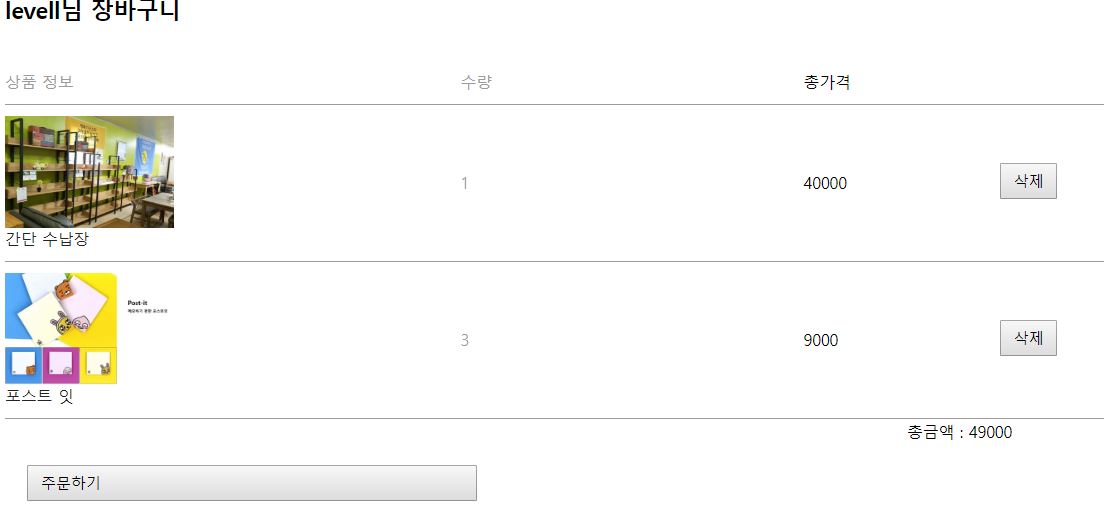 levell님 장바구니
상품 정보 수량 총가격
1 40000 삭제
간단 수납장
Post-it
3 9000 삭제
포스트 잇
총금액 : 49000
주문하기